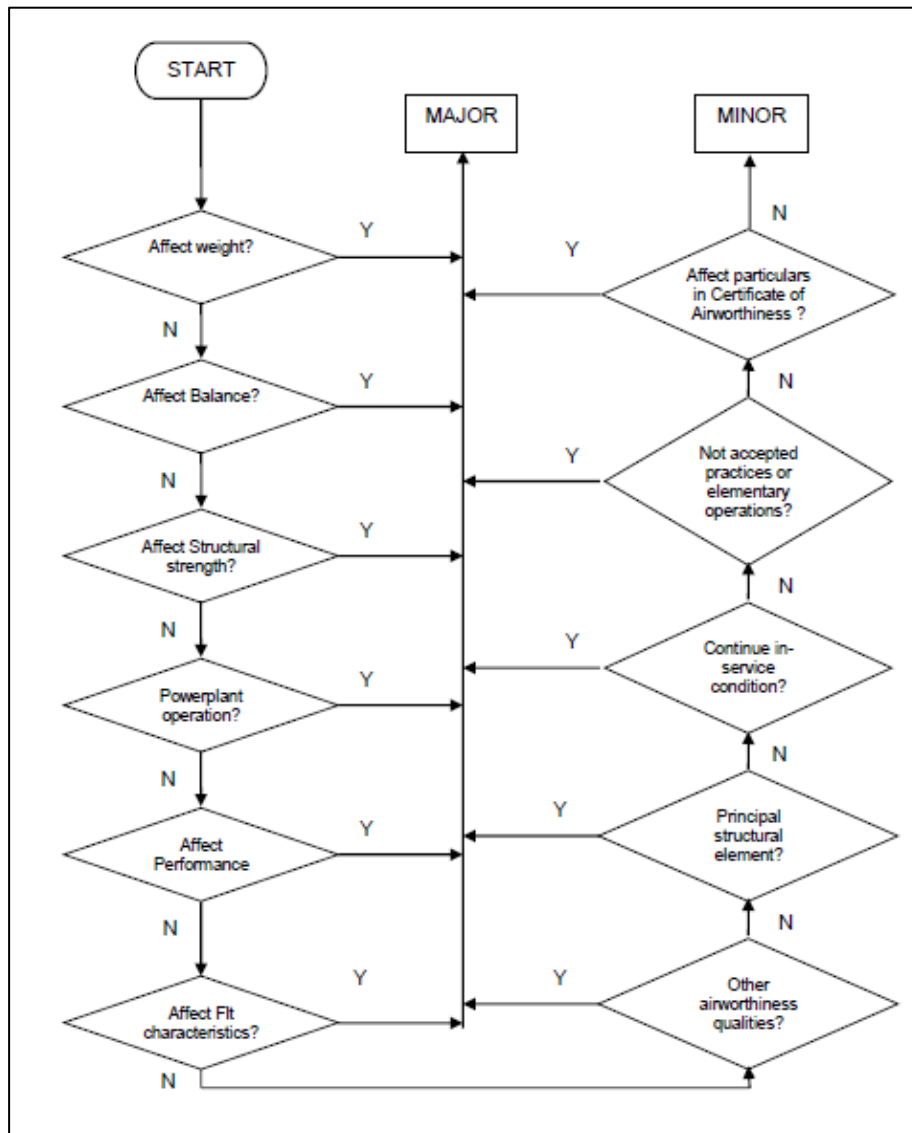 START
MAJOR
MINOR
Affect weight?
Y
N
Affect Balance?
Y
N
Affect Structural
strength?
Y
N
Powerplant
operation?
Y
N
Affect
Performance
Y
N
Affect Flt
characteristics?
Y
N
Other
airworthiness
qualities?
Y
N
Principal
structural
element?
Y
N
Continue in-
service
condition?
Y
N
Not accepted
practices or
elementary
operations?
Y
N
Affect particulars
in Certificate of
Airworthiness ?
Y
N